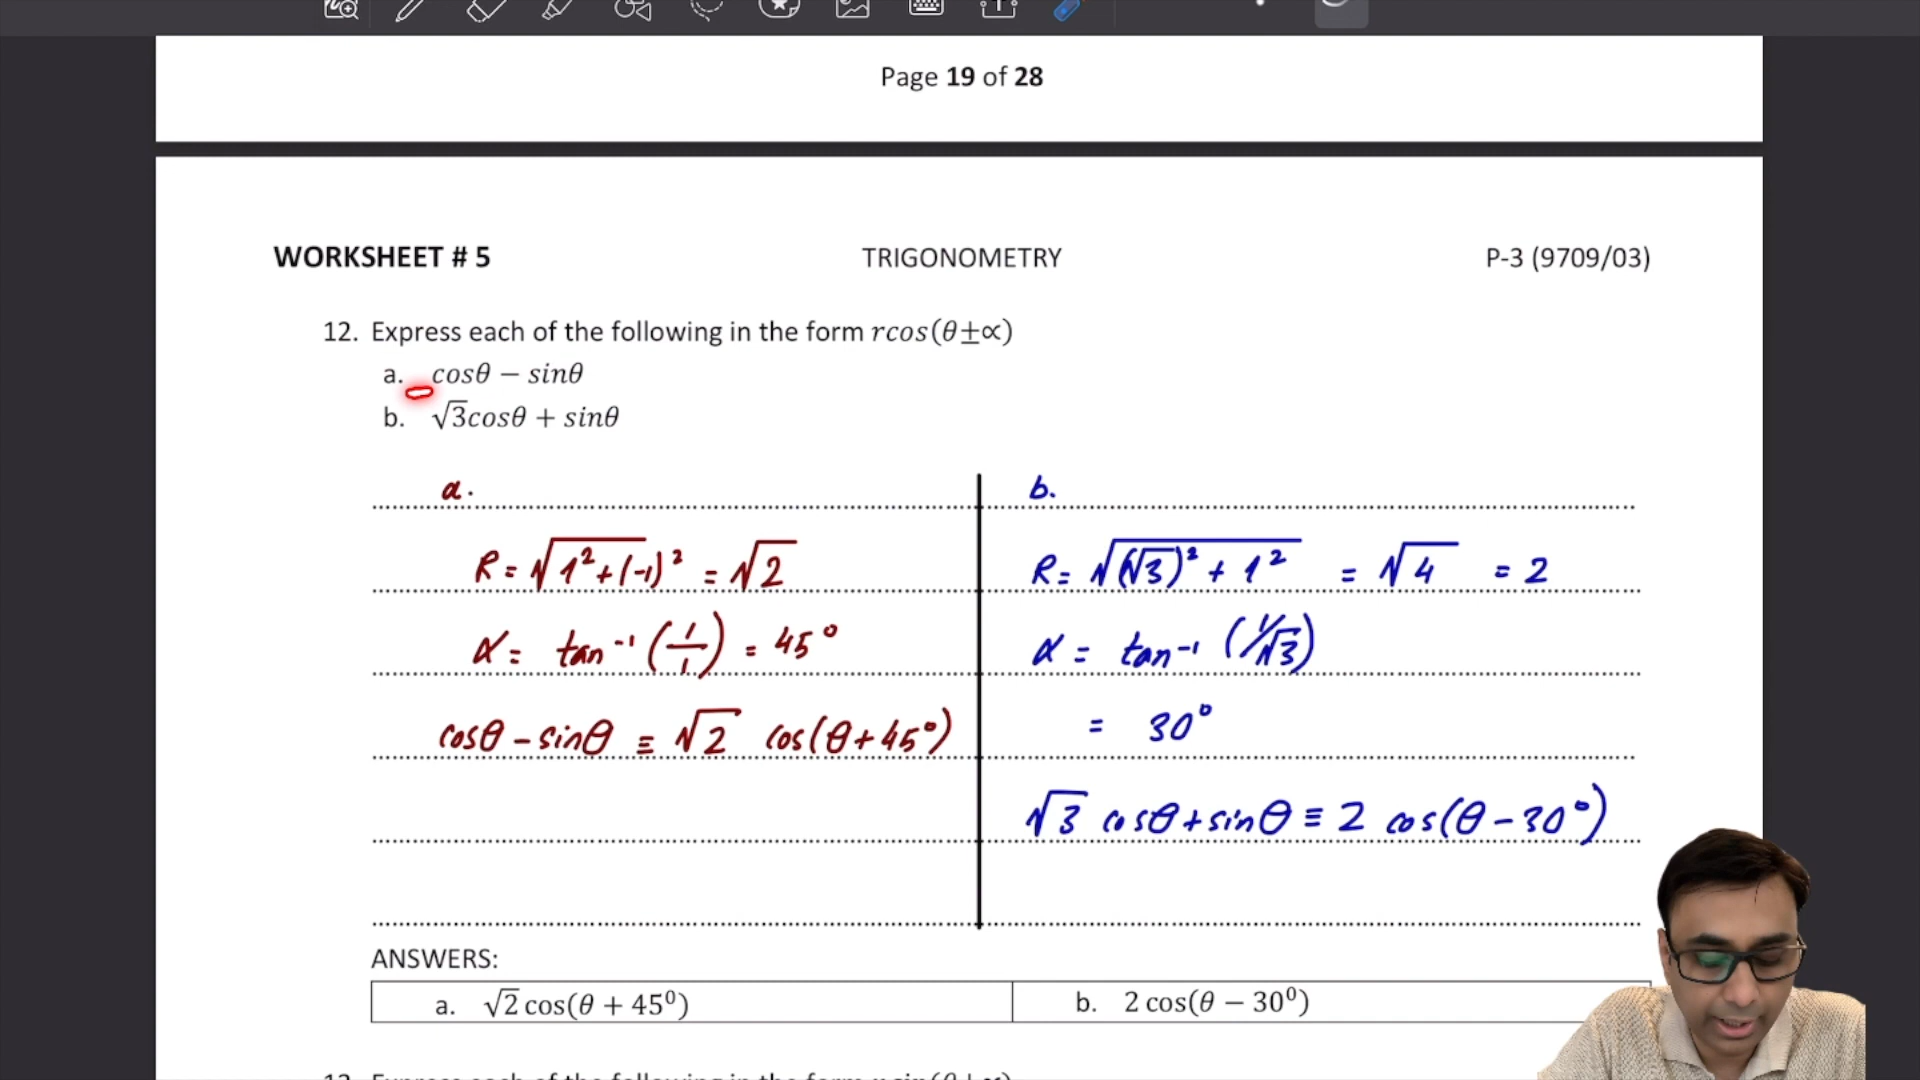 Page 19 of 28
WORKSHEET # 5 TRIGONOMETRY P-3 (9709/03)
12. Express each of the following in the form rcos(θ±∝)
a. cosθ − sinθ
b. √3cosθ + sinθ
a.
R = √1² + (-1)² = √2
α = tan⁻¹ (1/1) = 45°
cosθ − sinθ ≡ √2 cos(θ + 45°)
b.
R = √(√3)² + 1² = √4 = 2
α = tan⁻¹ (1/√3)
= 30°
√3 cosθ + sinθ ≡ 2 cos(θ − 30°)
ANSWERS:
a. √2 cos(θ + 45⁰) b. 2 cos(θ − 30⁰)